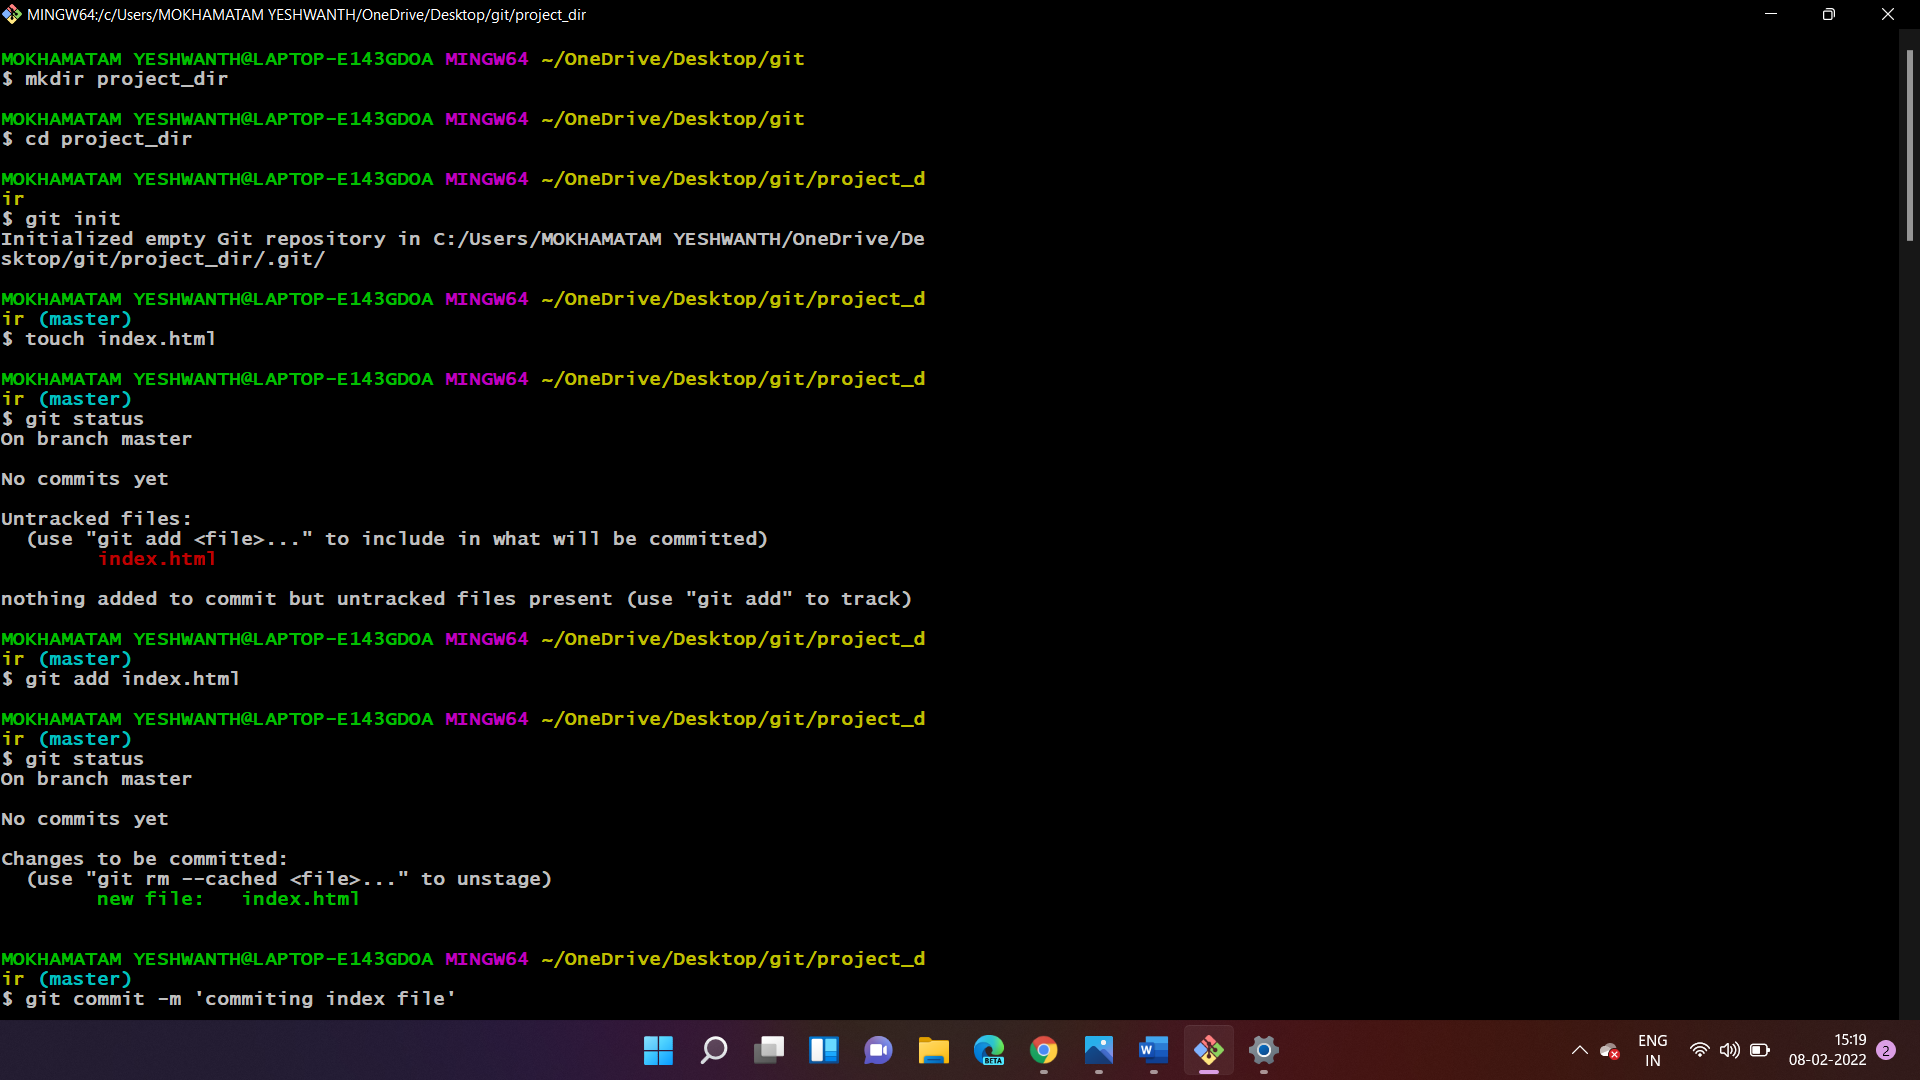 MINGW64:/c/Users/MOKHAMATAM YESHWANTH/OneDrive/Desktop/git/project_dir
MOKHAMATAM YESHWANTH@LAPTOP-E143GDOA MINGW64 ~/OneDrive/Desktop/git
$ mkdir project_dir
MOKHAMATAM YESHWANTH@LAPTOP-E143GDOA MINGW64 ~/OneDrive/Desktop/git
$ cd project_dir
MOKHAMATAM YESHWANTH@LAPTOP-E143GDOA MINGW64 ~/OneDrive/Desktop/git/project_d
ir
$ git init
Initialized empty Git repository in C:/Users/MOKHAMATAM YESHWANTH/OneDrive/De
sktop/git/project_dir/.git/
MOKHAMATAM YESHWANTH@LAPTOP-E143GDOA MINGW64 ~/OneDrive/Desktop/git/project_d
ir (master)
$ touch index.html
MOKHAMATAM YESHWANTH@LAPTOP-E143GDOA MINGW64 ~/OneDrive/Desktop/git/project_d
ir (master)
$ git status
On branch master
No commits yet
Untracked files:
  (use "git add <file>..." to include in what will be committed)
        index.html
nothing added to commit but untracked files present (use "git add" to track)
MOKHAMATAM YESHWANTH@LAPTOP-E143GDOA MINGW64 ~/OneDrive/Desktop/git/project_d
ir (master)
$ git add index.html
MOKHAMATAM YESHWANTH@LAPTOP-E143GDOA MINGW64 ~/OneDrive/Desktop/git/project_d
ir (master)
$ git status
On branch master
No commits yet
Changes to be committed:
  (use "git rm --cached <file>..." to unstage)
        new file:   index.html
MOKHAMATAM YESHWANTH@LAPTOP-E143GDOA MINGW64 ~/OneDrive/Desktop/git/project_d
ir (master)
$ git commit -m 'commiting index file'
BETA
W
ENG
IN
15:19
08-02-2022
2